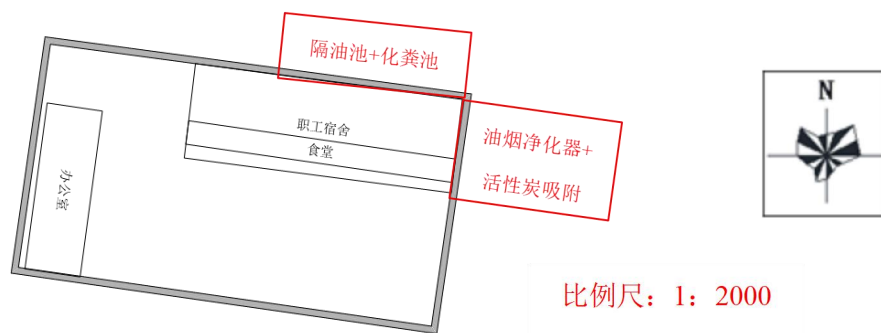 隔油池+化粪池
职工宿舍
食堂
油烟净化器+
活性炭吸附
办公室
N
比例尺：1：2000